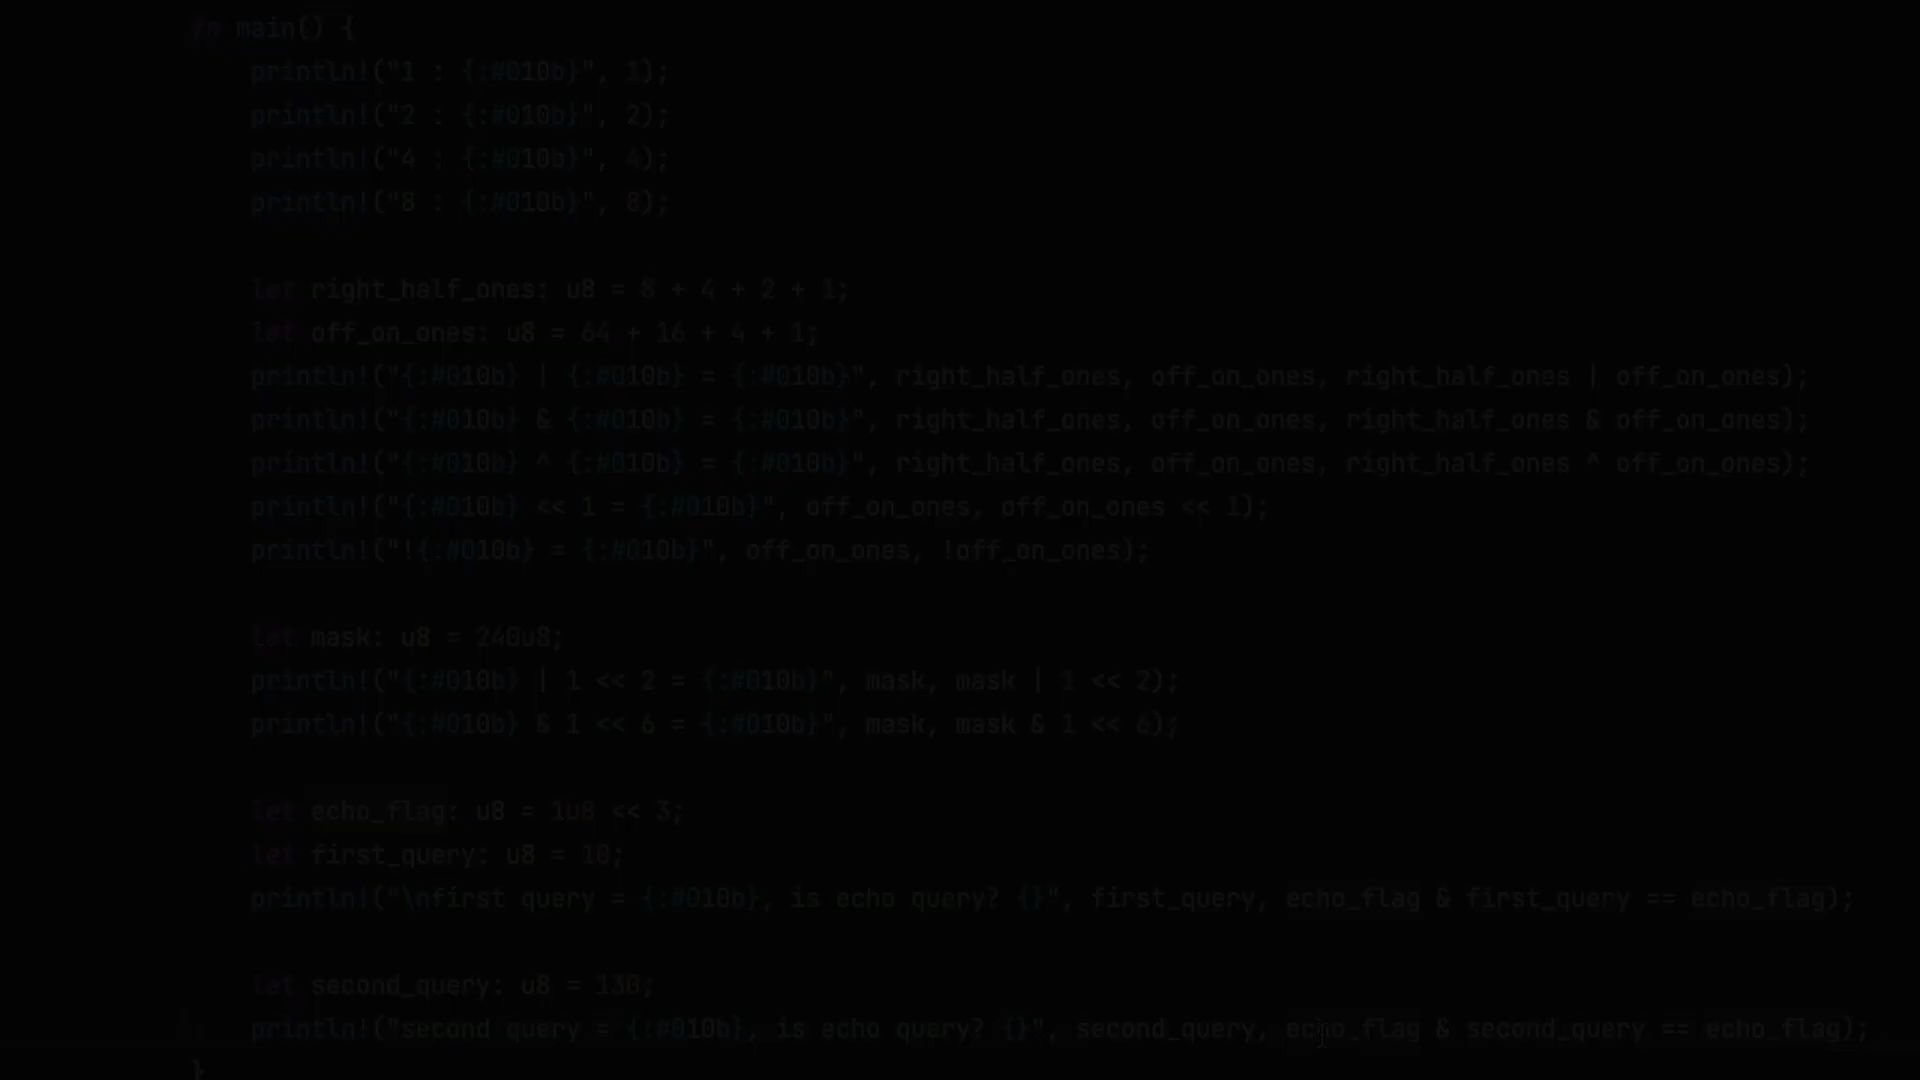 fn main() {
    println!("1 : {:#010b}", 1);
    println!("2 : {:#010b}", 2);
    println!("4 : {:#010b}", 4);
    println!("8 : {:#010b}", 8);

    let right_half_ones: u8 = 8 + 4 + 2 + 1;
    let off_on_ones: u8 = 64 + 16 + 4 + 1;
    println!("{:#010b} | {:#010b} = {:#010b}", right_half_ones, off_on_ones, right_half_ones | off_on_ones);
    println!("{:#010b} & {:#010b} = {:#010b}", right_half_ones, off_on_ones, right_half_ones & off_on_ones);
    println!("{:#010b} ^ {:#010b} = {:#010b}", right_half_ones, off_on_ones, right_half_ones ^ off_on_ones);
    println!("{:#010b} << 1 = {:#010b}", off_on_ones, off_on_ones << 1);
    println!("!{:#010b} = {:#010b}", off_on_ones, !off_on_ones);

    let mask: u8 = 240u8;
    println!("{:#010b} | 1 << 2 = {:#010b}", mask, mask | 1 << 2);
    println!("{:#010b} & 1 << 6 = {:#010b}", mask, mask & 1 << 6);

    let echo_flag: u8 = 1u8 << 3;
    let first_query: u8 = 10;
    println!("\nfirst query = {:#010b}, is echo query? {}", first_query, echo_flag & first_query == echo_flag);

    let second_query: u8 = 130;
    println!("second query = {:#010b}, is echo query? {}", second_query, echo_flag & second_query == echo_flag);
}